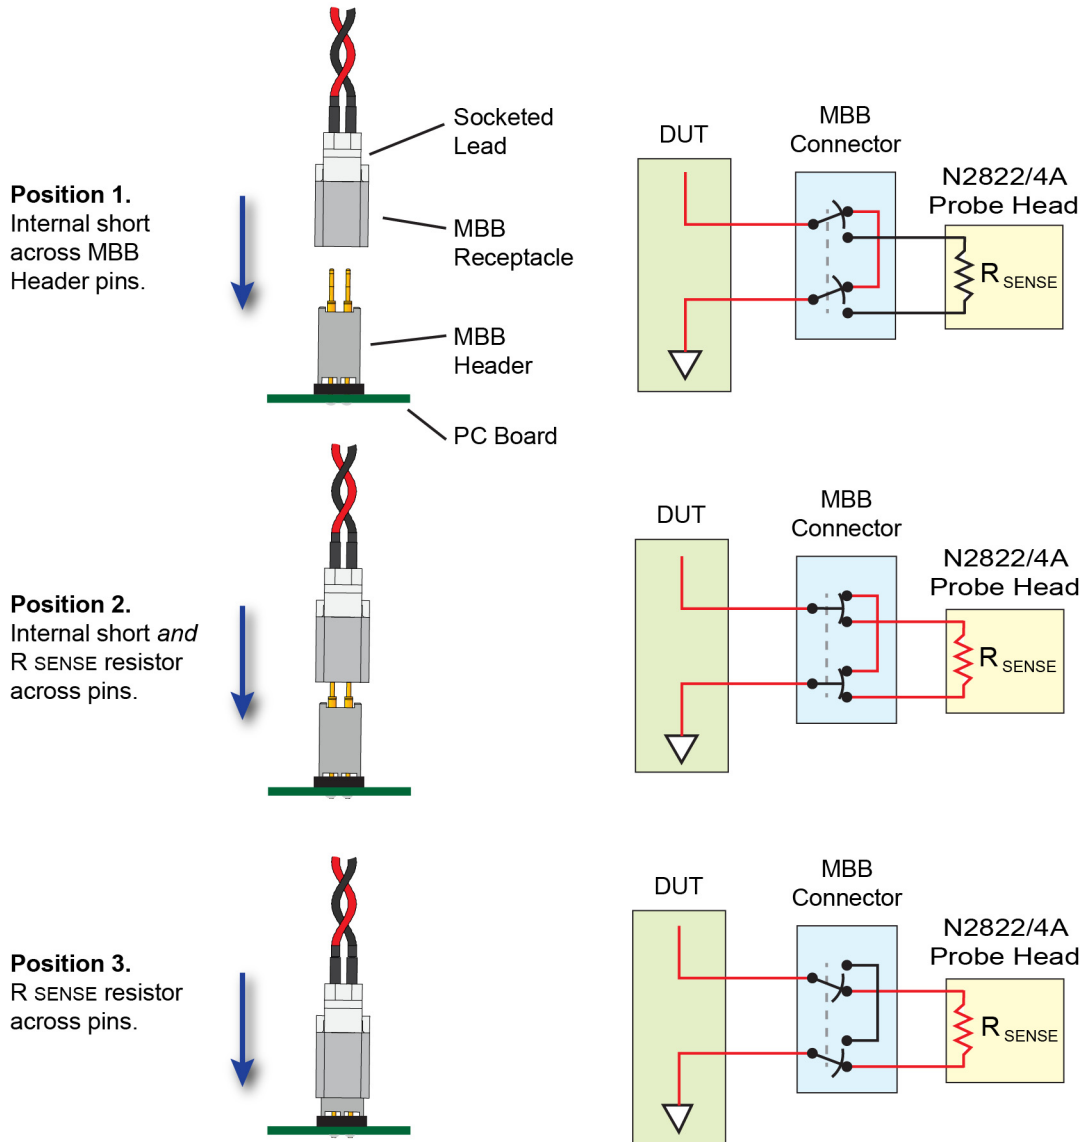 Position 1.
Internal short
across MBB
Header pins.
Socketed
Lead
MBB
Receptacle
MBB
Header
PC Board
DUT
MBB
Connector
N2822/4A
Probe Head
R SENSE
Position 2.
Internal short and
R SENSE resistor
across pins.
DUT
MBB
Connector
N2822/4A
Probe Head
R SENSE
Position 3.
R SENSE resistor
across pins.
DUT
MBB
Connector
N2822/4A
Probe Head
R SENSE